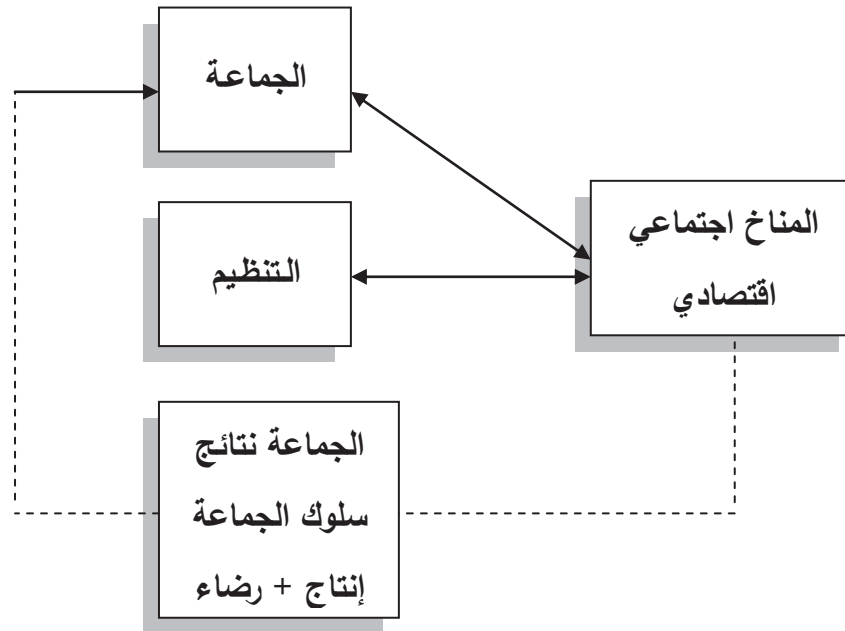 الجماعة
المناخ اجتماعي
اقتصادي
التنظيم
الجماعة نتائج
سلوك الجماعة
إنتاج + رضاء